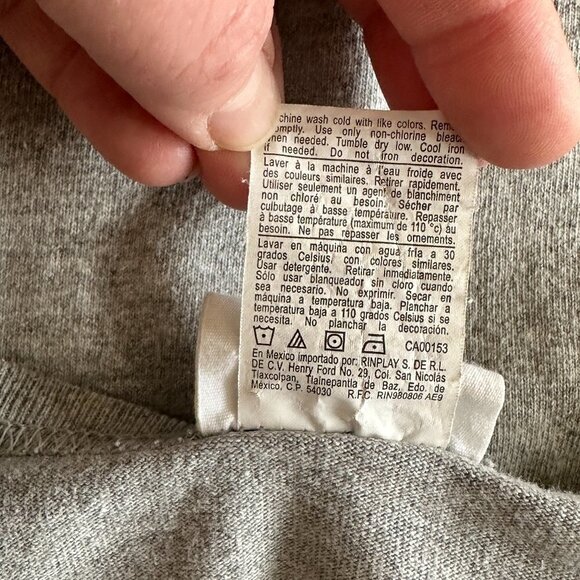 chine wash cold with like colors. Remo
omptly. Use only non-chlorine bleach
when needed. Tumble dry low. Cool iron
if needed. Do not iron decoration.
Laver à la machine à l'eau froide avec
des couleurs similaires. Retirer rapidement.
Utiliser seulement un agent de blanchiment
non chloré au besoin. Sécher par
culbutage à basse température. Repasser
à basse température (maximum de 110 °c) au
besoin. Ne pas repasser les ornements.
Lavar en máquina con agua fría a 30
grados Celsius, con colores similares.
Usar detergente. Retirar inmediatamente.
Sólo usar blanqueador sin cloro cuando
sea necesario. No exprimir. Secar en
máquina a temperatura baja. Planchar a
temperatura baja a 110 grados Celsius si se
necesita. No planchar la decoración.
CA00153
En Mexico importado por: RINPLAY S. DE R.L.
DE C.V. Henry Ford No. 29, Col. San Nicolás
Tlaxcolpan, Tlalnepantla de Baz, Edo. de
México, C.P. 54030 R.F.C. RIN980806 AE9